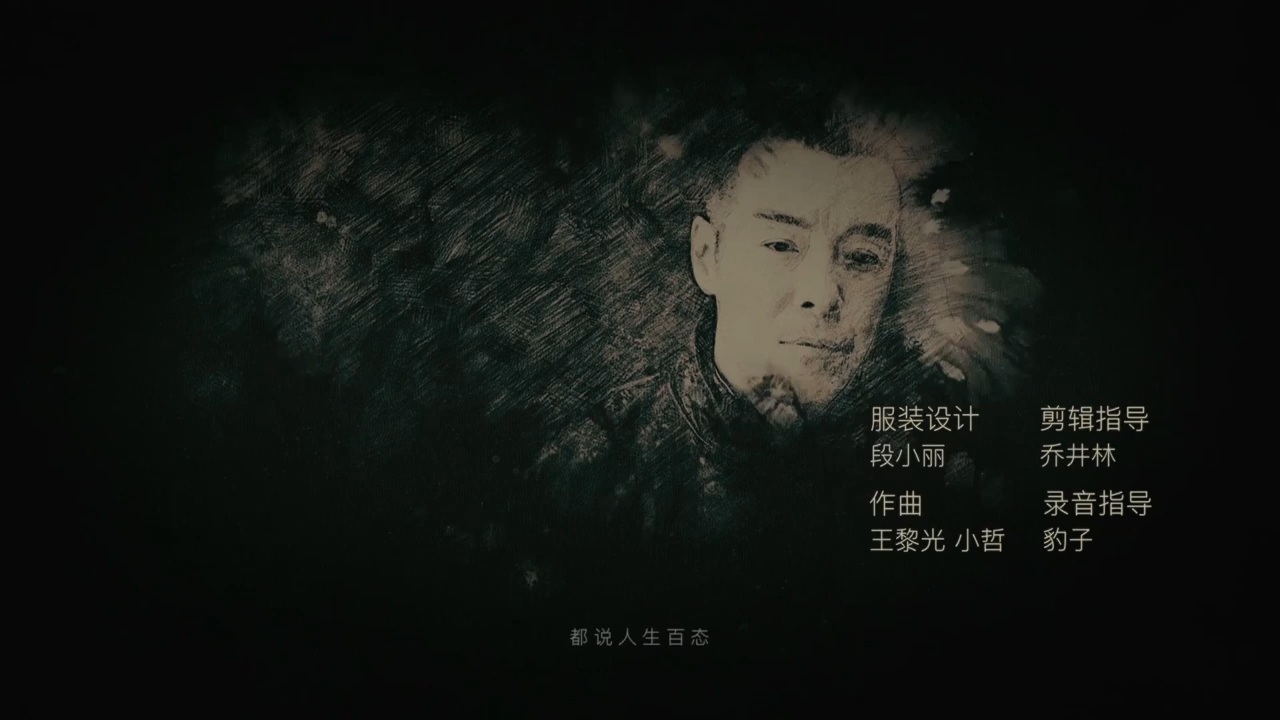 服装设计 剪辑指导
段小丽 乔井林
作曲 录音指导
王黎光 小哲 豹子
都说人生百态